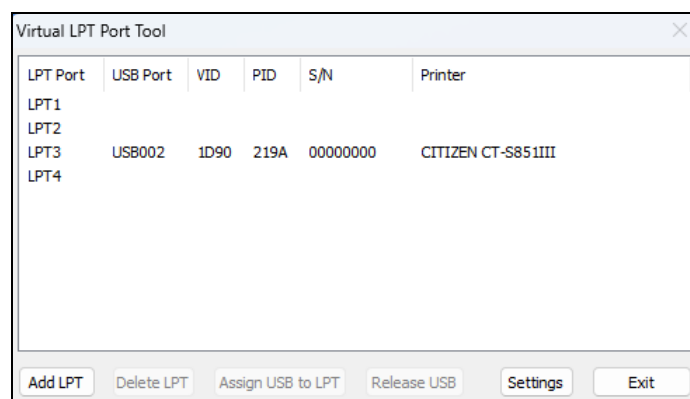 Virtual LPT Port Tool
LPT Port USB Port VID PID S/N Printer
LPT1
LPT2
LPT3 USB002 1D90 219A 00000000 CITIZEN CT-S851III
LPT4
Add LPT Delete LPT Assign USB to LPT Release USB Settings Exit